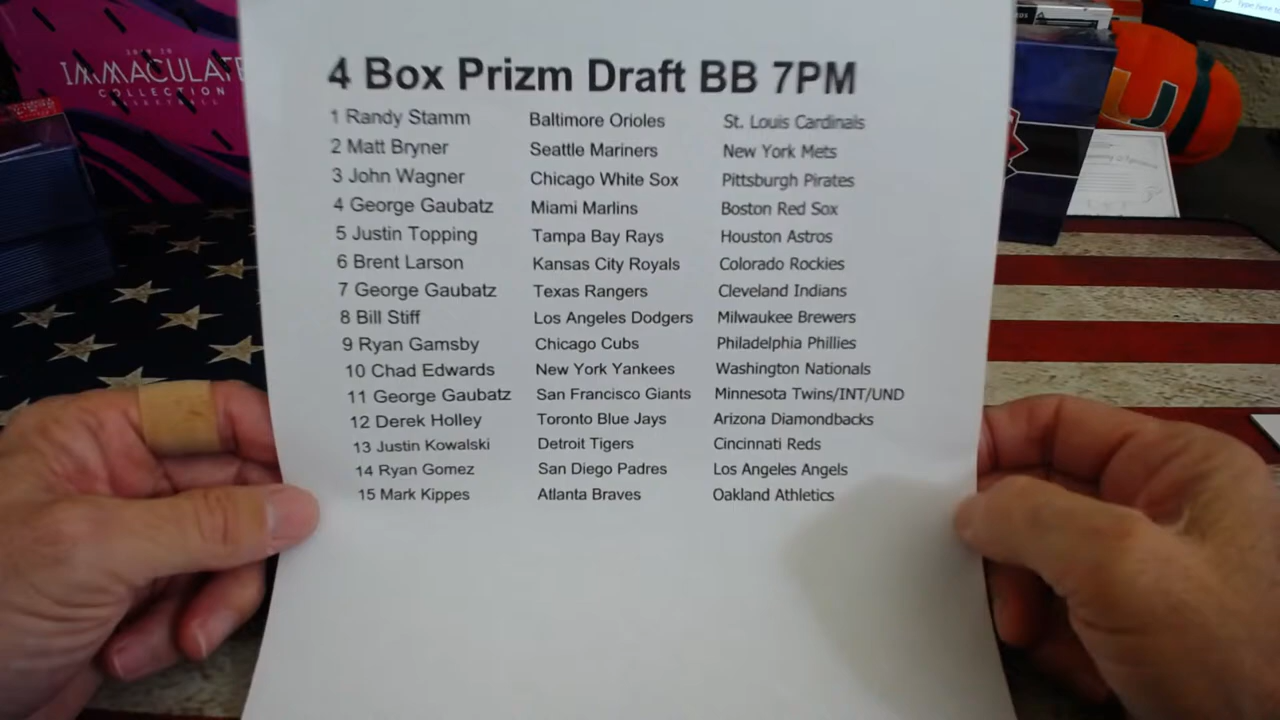 IMMACULATE
COLLECTION
BASKETBALL
Type here to
4 Box Prizm Draft BB 7PM
1 Randy Stamm Baltimore Orioles St. Louis Cardinals
2 Matt Bryner Seattle Mariners New York Mets
3 John Wagner Chicago White Sox Pittsburgh Pirates
4 George Gaubatz Miami Marlins Boston Red Sox
5 Justin Topping Tampa Bay Rays Houston Astros
6 Brent Larson Kansas City Royals Colorado Rockies
7 George Gaubatz Texas Rangers Cleveland Indians
8 Bill Stiff Los Angeles Dodgers Milwaukee Brewers
9 Ryan Gamsby Chicago Cubs Philadelphia Phillies
10 Chad Edwards New York Yankees Washington Nationals
11 George Gaubatz San Francisco Giants Minnesota Twins/INT/UND
12 Derek Holley Toronto Blue Jays Arizona Diamondbacks
13 Justin Kowalski Detroit Tigers Cincinnati Reds
14 Ryan Gomez San Diego Padres Los Angeles Angels
15 Mark Kippes Atlanta Braves Oakland Athletics